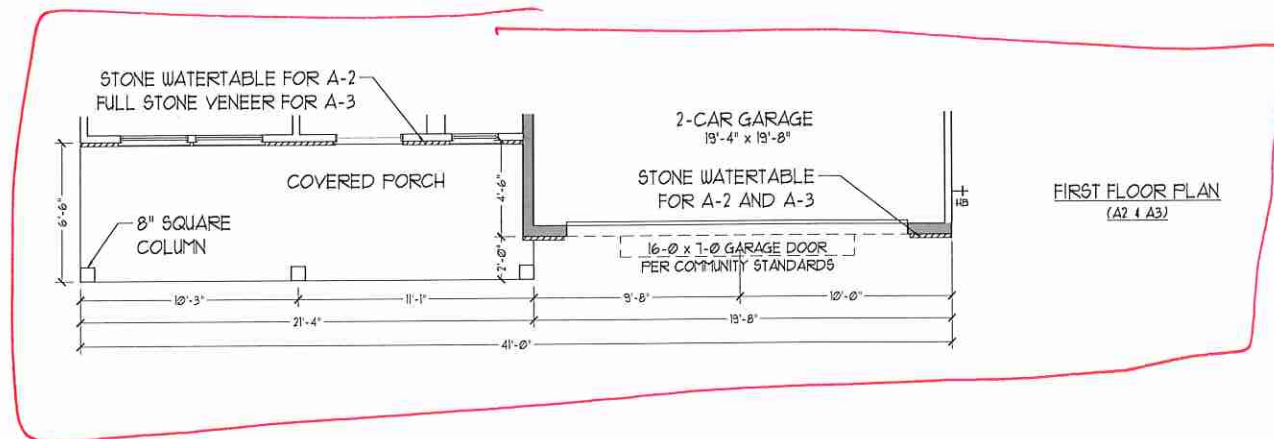 STONE WATERTABLE FOR A-2
FULL STONE VENEER FOR A-3
2-CAR GARAGE
19'-4" x 19'-8"
COVERED PORCH
STONE WATERTABLE
FOR A-2 AND A-3
8" SQUARE
COLUMN
6'-6"
4'-6"
2'-0"
HB
FIRST FLOOR PLAN
(A2 & A3)
16-0 x 7-0 GARAGE DOOR
PER COMMUNITY STANDARDS
10'-3"
11'-1"
9'-8"
10'-0"
21'-4"
19'-8"
41'-0"